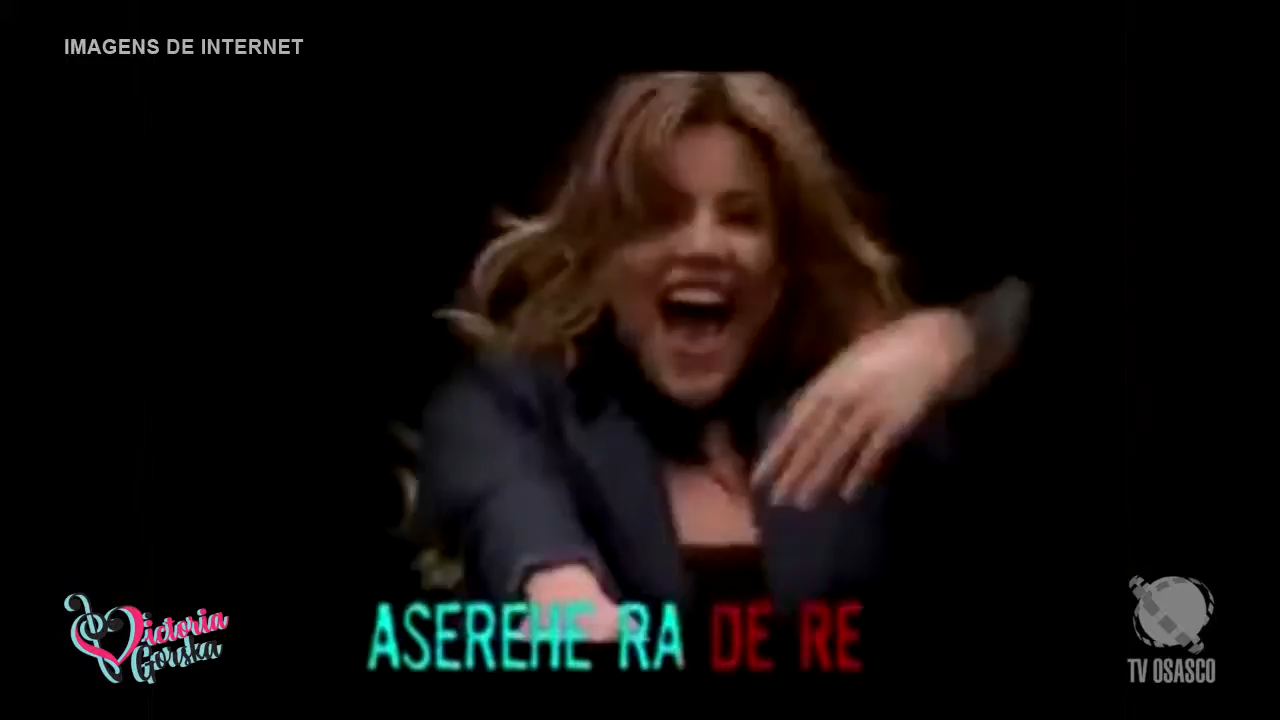 IMAGENS DE INTERNET
ASEREHE RA DE RE
Victoria
Gorska
TV OSASCO